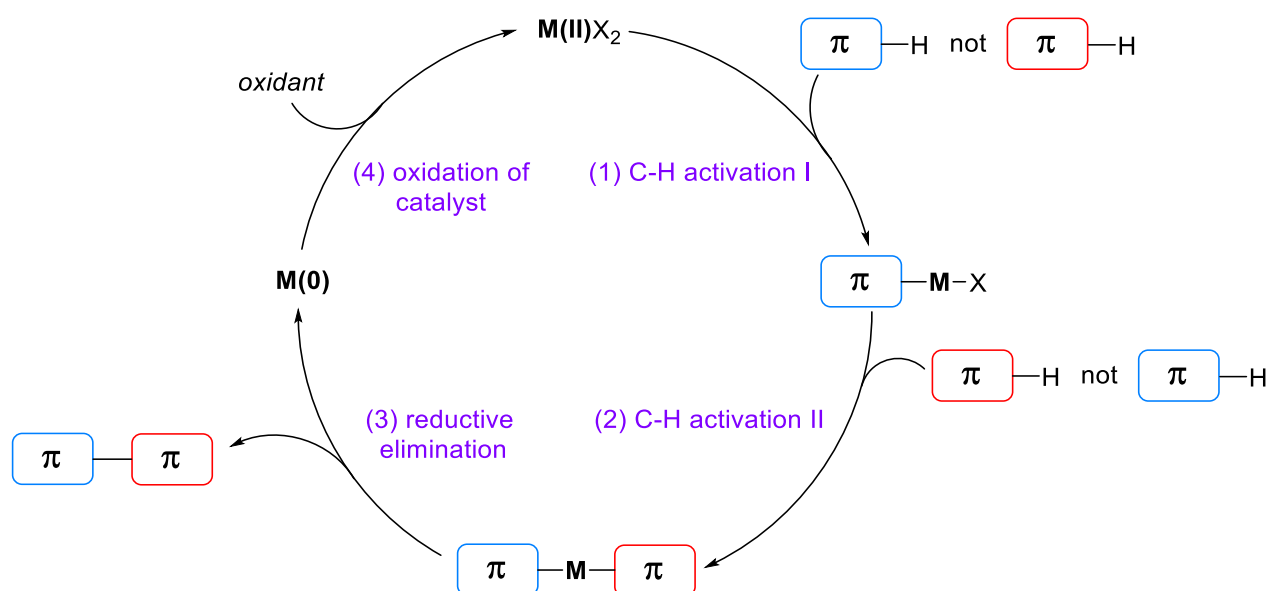 M(II)X₂
π–H not π–H
oxidant
(4) oxidation of
catalyst
(1) C-H activation I
M(0)
π–M–X
π–H not π–H
(3) reductive
elimination
(2) C-H activation II
π–π
π–M–π